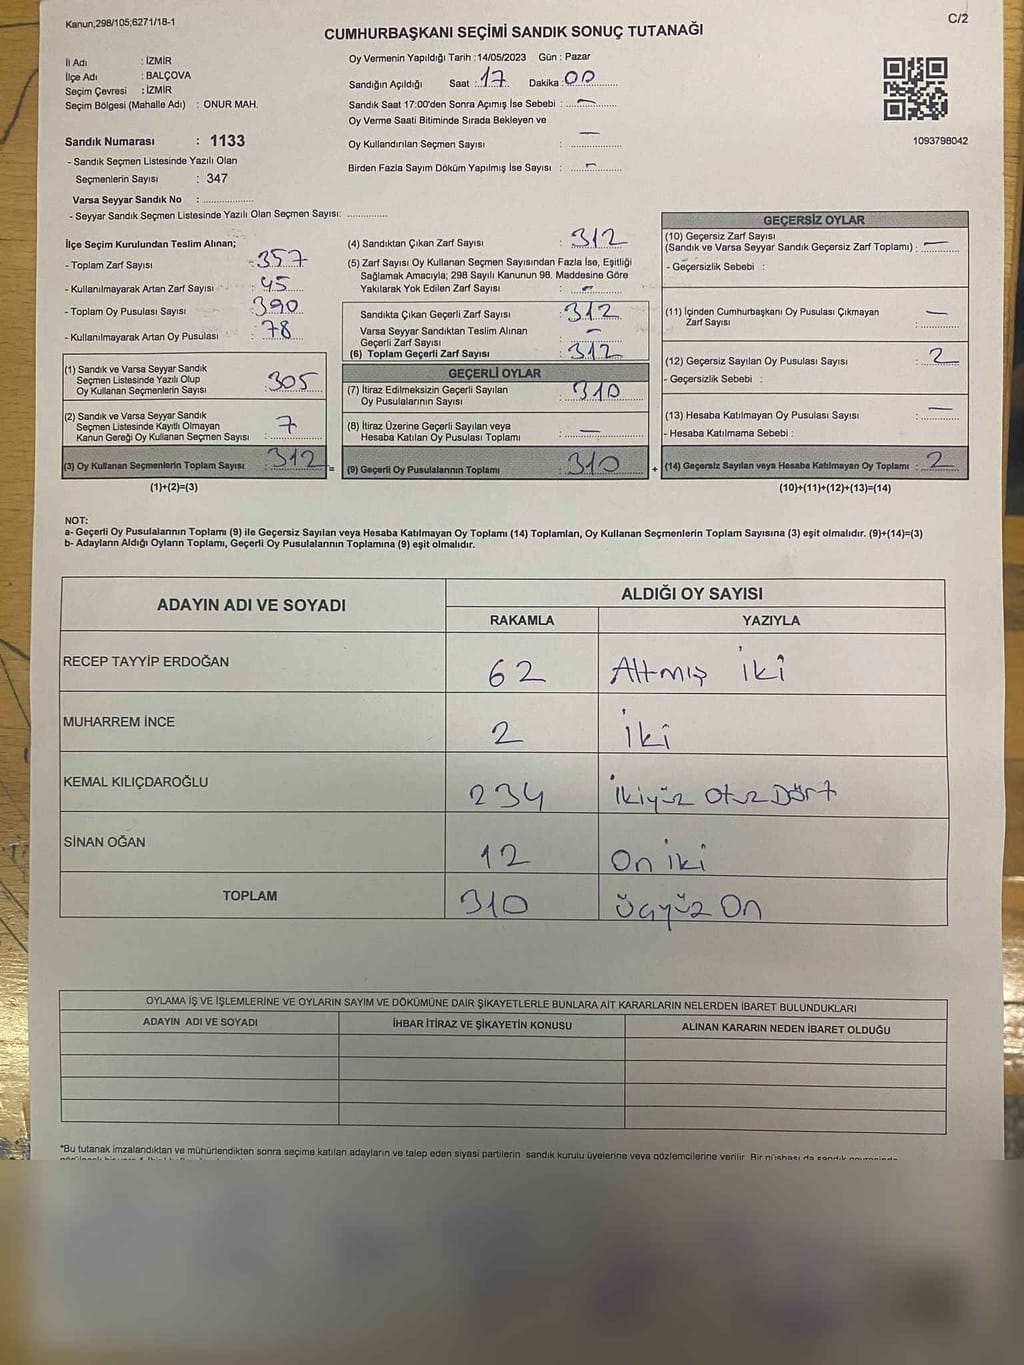 Kanun;298/105;6271/18-1
C/2
CUMHURBAŞKANI SEÇİMİ SANDIK SONUÇ TUTANAĞI
İl Adı : İZMİR
İlçe Adı : BALÇOVA
Seçim Çevresi : İZMİR
Seçim Bölgesi (Mahalle Adı) : ONUR MAH.
Sandık Numarası : 1133
- Sandık Seçmen Listesinde Yazılı Olan
Seçmenlerin Sayısı : 347
Varsa Seyyar Sandık No : ..................
- Seyyar Sandık Seçmen Listesinde Yazılı Olan Seçmen Sayısı: ..............
Oy Vermenin Yapıldığı Tarih :14/05/2023 Gün : Pazar
Sandığın Açıldığı Saat : 17 Dakika : 00
Sandık Saat 17:00'den Sonra Açımış İse Sebebi : —
Oy Verme Saati Bitiminde Sırada Bekleyen ve
Oy Kullandırılan Seçmen Sayısı : —
Birden Fazla Sayım Döküm Yapılmış İse Sayısı : —
1093798042
İlçe Seçim Kurulundan Teslim Alınan;
- Toplam Zarf Sayısı : 357
- Kullanılmayarak Artan Zarf Sayısı : 45
- Toplam Oy Pusulası Sayısı : 390
- Kullanılmayarak Artan Oy Pusulası : 78
(1) Sandık ve Varsa Seyyar Sandık
Seçmen Listesinde Yazılı Olup
Oy Kullanan Seçmenlerin Sayısı : 305
(2) Sandık ve Varsa Seyyar Sandık
Seçmen Listesinde Kayıtlı Olmayan
Kanun Gereği Oy Kullanan Seçmen Sayısı : 7
(3) Oy Kullanan Seçmenlerin Toplam Sayısı : 312
(1)+(2)=(3)
(4) Sandıktan Çıkan Zarf Sayısı : 312
(5) Zarf Sayısı Oy Kullanan Seçmen Sayısından Fazla İse, Eşitliği
Sağlamak Amacıyla; 298 Sayılı Kanunun 98. Maddesine Göre
Yakılarak Yok Edilen Zarf Sayısı : —
Sandıkta Çıkan Geçerli Zarf Sayısı : 312
Varsa Seyyar Sandıktan Teslim Alınan
Geçerli Zarf Sayısı : —
(6) Toplam Geçerli Zarf Sayısı : 312
GEÇERLİ OYLAR
(7) İtiraz Edilmeksizin Geçerli Sayılan
Oy Pusulalarının Sayısı : 310
(8) İtiraz Üzerine Geçerli Sayılan veya
Hesaba Katılan Oy Pusulası Toplamı : —
= (9) Geçerli Oy Pusulalarının Toplamı : 310
GEÇERSİZ OYLAR
(10) Geçersiz Zarf Sayısı
(Sandık ve Varsa Seyyar Sandık Geçersiz Zarf Toplamı) : —
- Geçersizlik Sebebi :
(11) İçinden Cumhurbaşkanı Oy Pusulası Çıkmayan
Zarf Sayısı : —
(12) Geçersiz Sayılan Oy Pusulası Sayısı : 2
- Geçersizlik Sebebi :
(13) Hesaba Katılmayan Oy Pusulası Sayısı : —
- Hesaba Katılmama Sebebi :
+ (14) Geçersiz Sayılan veya Hesaba Katılmayan Oy Toplamı : 2
(10)+(11)+(12)+(13)=(14)
NOT:
a- Geçerli Oy Pusulalarının Toplamı (9) ile Geçersiz Sayılan veya Hesaba Katılmayan Oy Toplamı (14) Toplamları, Oy Kullanan Seçmenlerin Toplam Sayısına (3) eşit olmalıdır. (9)+(14)=(3)
b- Adayların Aldığı Oyların Toplamı, Geçerli Oy Pusulalarının Toplamına (9) eşit olmalıdır.
ADAYIN ADI VE SOYADI
ALDIĞI OY SAYISI
RAKAMLA YAZIYLA
RECEP TAYYİP ERDOĞAN 62 Altmış iki
MUHARREM İNCE 2 İki
KEMAL KILIÇDAROĞLU 234 İkiyüz Otuz Dört
SİNAN OĞAN 12 On iki
TOPLAM 310 Üçyüz On
OYLAMA İŞ VE İŞLEMLERİNE VE OYLARIN SAYIM VE DÖKÜMÜNE DAİR ŞİKAYETLERLE BUNLARA AİT KARARLARIN NELERDEN İBARET BULUNDUKLARI
ADAYIN ADI VE SOYADI İHBAR İTİRAZ VE ŞİKAYETİN KONUSU ALINAN KARARIN NEDEN İBARET OLDUĞU
*Bu tutanak imzalandıktan ve mühürlendikten sonra seçime katılan adayların ve talep eden siyasi partilerin sandık kurulu üyelerine veya gözlemcilerine verilir. Bir nüshası da sandık